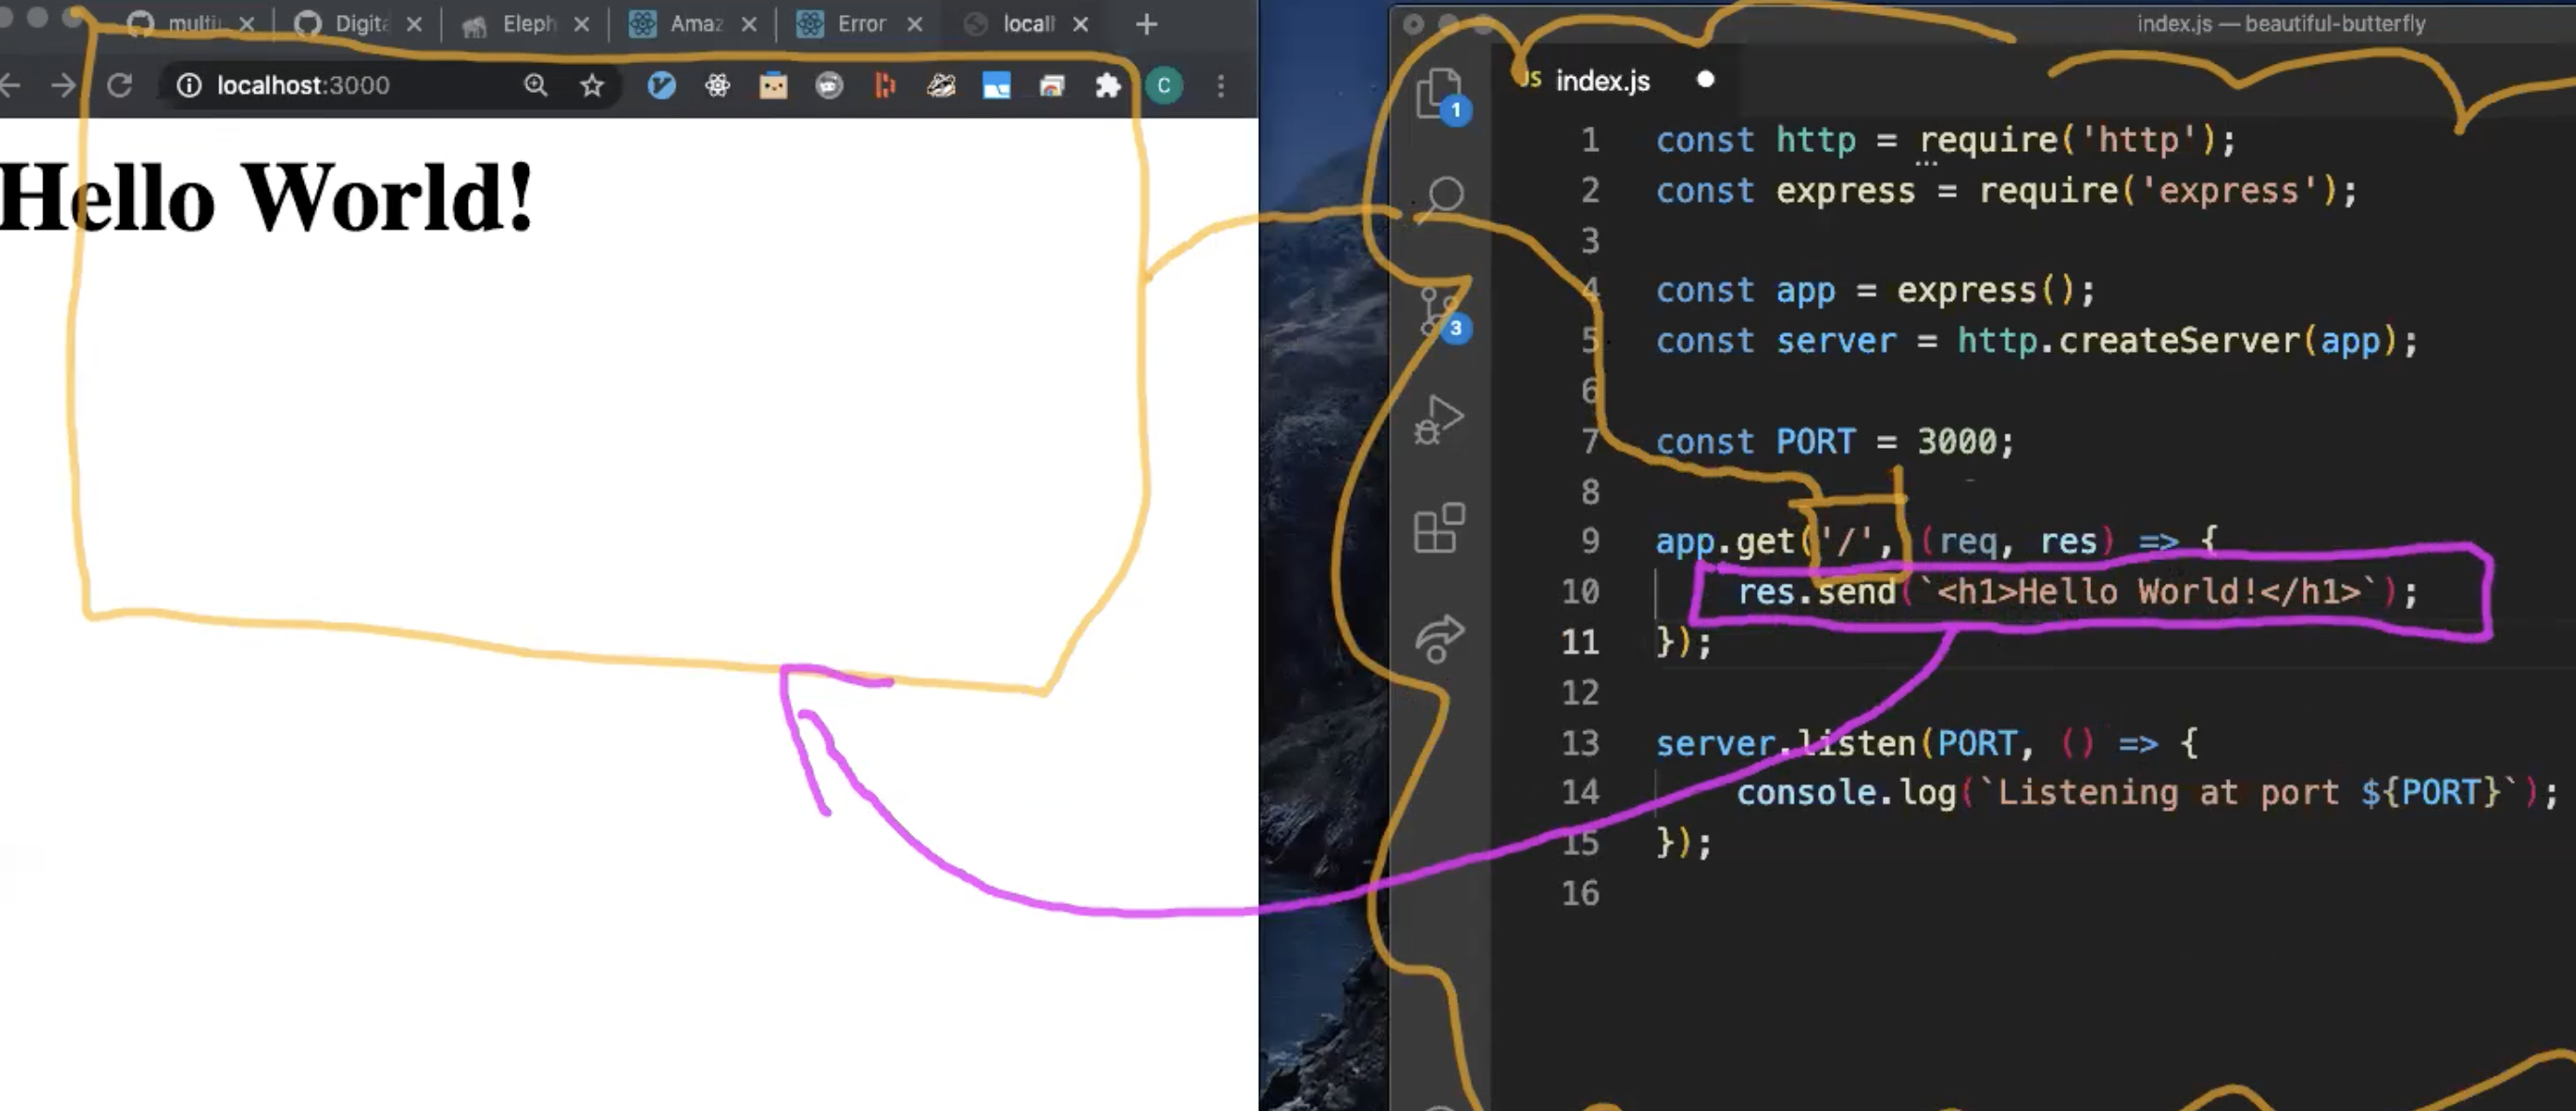 multi
Digit
Eleph
Amaz
Error
local
localhost:3000
C
Hello World!
index.js — beautiful-butterfly
JS index.js
1
3
1 const http = require('http');
2 const express = require('express');
3
4 const app = express();
5 const server = http.createServer(app);
6
7 const PORT = 3000;
8
9 app.get('/', (req, res) => {
10 res.send(`<h1>Hello World!</h1>`);
11 });
12
13 server.listen(PORT, () => {
14 console.log(`Listening at port ${PORT}`);
15 });
16